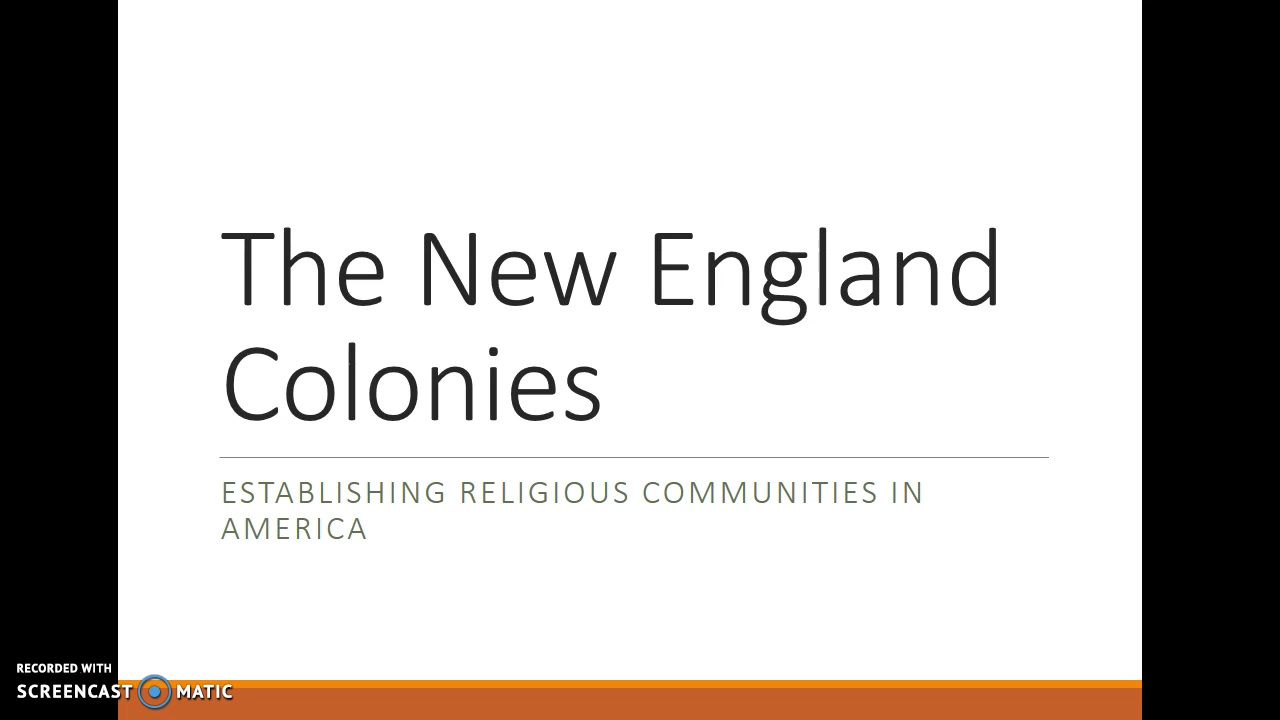 The New England
Colonies
ESTABLISHING RELIGIOUS COMMUNITIES IN
AMERICA
RECORDED WITH
SCREENCAST MATIC